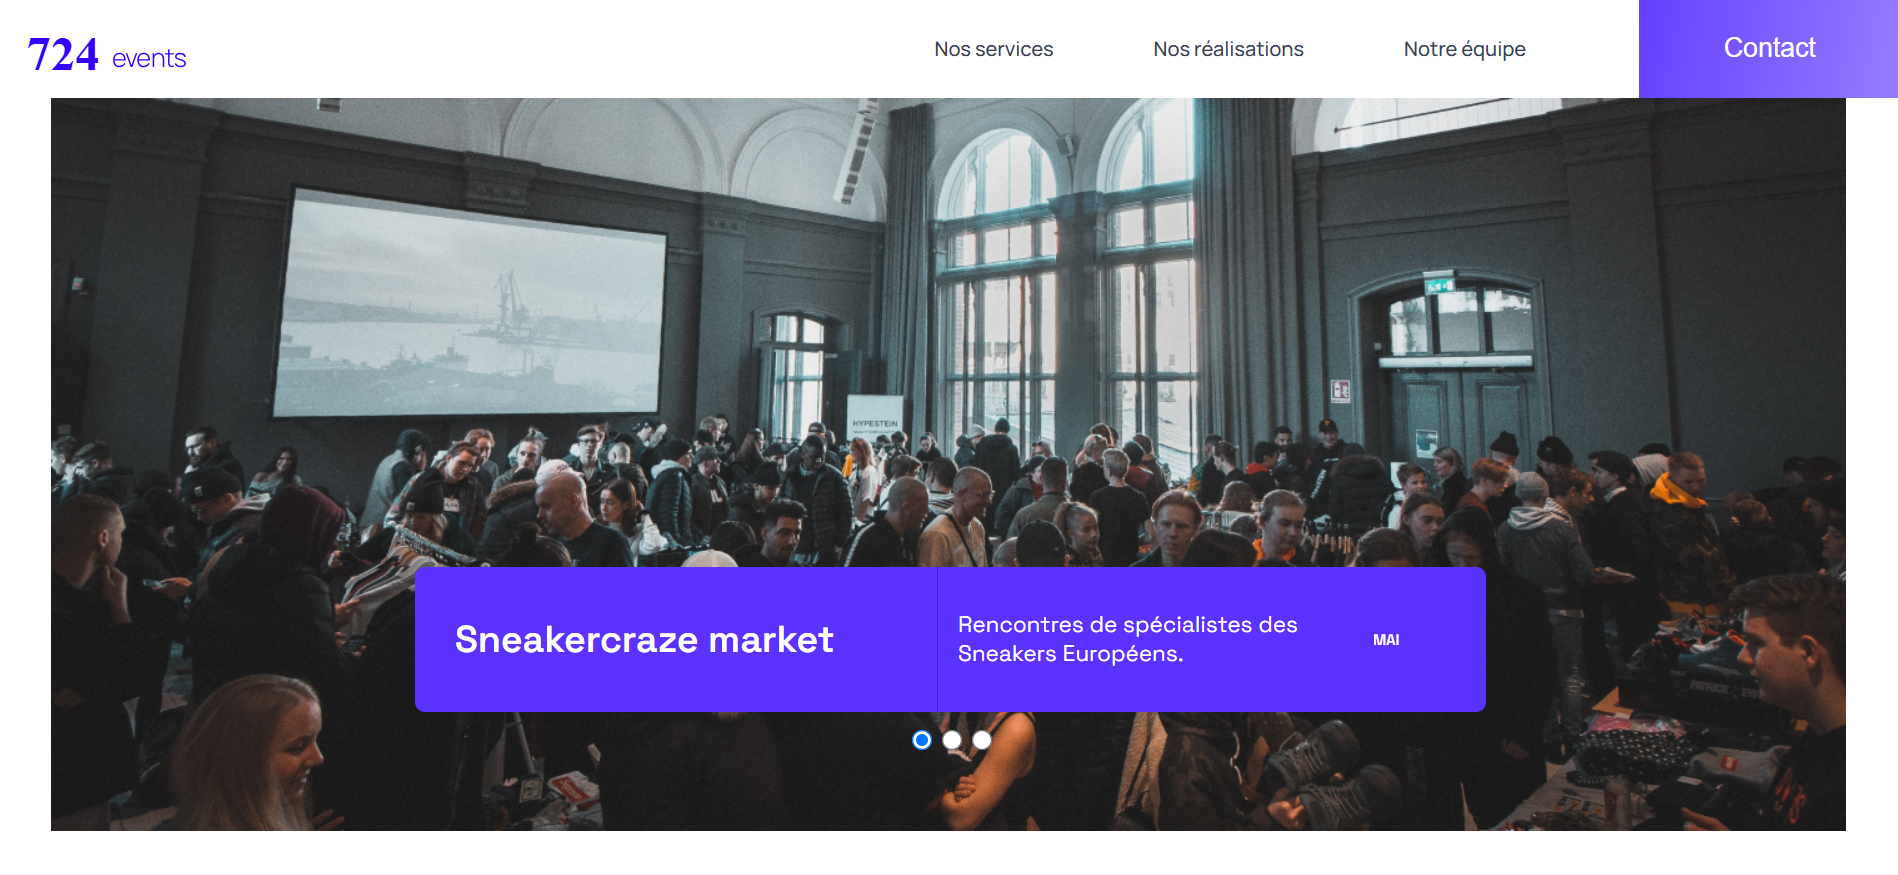 724 events
Nos services
Nos réalisations
Notre équipe
Contact
HYPESTEIN
Sneakercraze market
Rencontres de spécialistes des
Sneakers Européens.
MAI